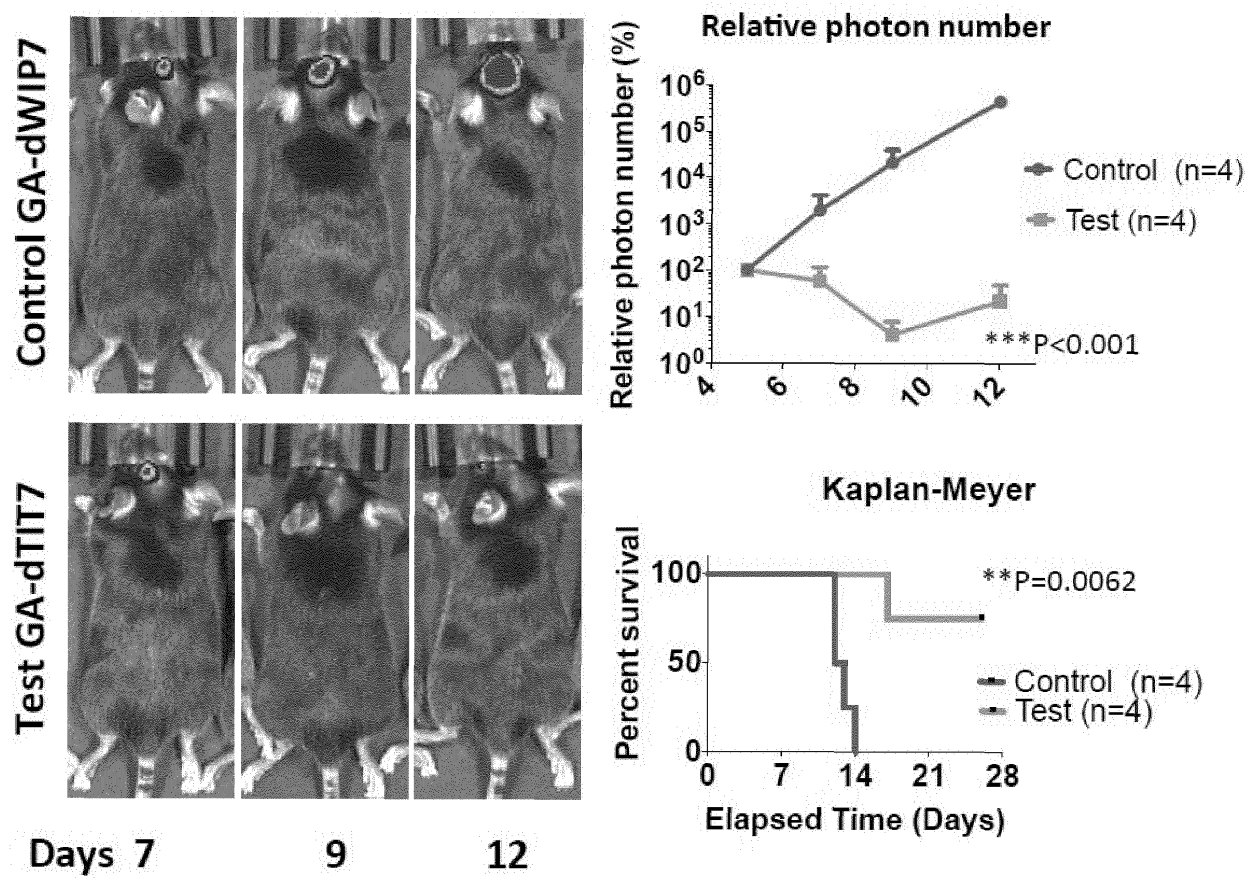 Control GA-dWIP7
Test GA-dTIT7
Days 7 9 12
Relative photon number
Relative photon number (%)
10^6
10^5
10^4
10^3
10^2
10^1
10^0
4 6 8 10 12
Control (n=4)
Test (n=4)
***P<0.001
Kaplan-Meyer
Percent survival
100
50
0
0 7 14 21 28
Elapsed Time (Days)
**P=0.0062
Control (n=4)
Test (n=4)